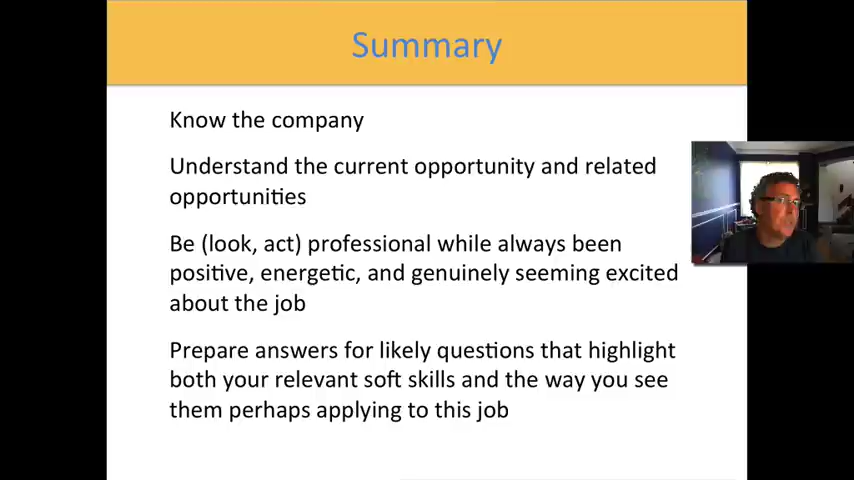 Summary
Know the company
Understand the current opportunity and related
opportunities
Be (look, act) professional while always been
positive, energetic, and genuinely seeming excited
about the job
Prepare answers for likely questions that highlight
both your relevant soft skills and the way you see
them perhaps applying to this job